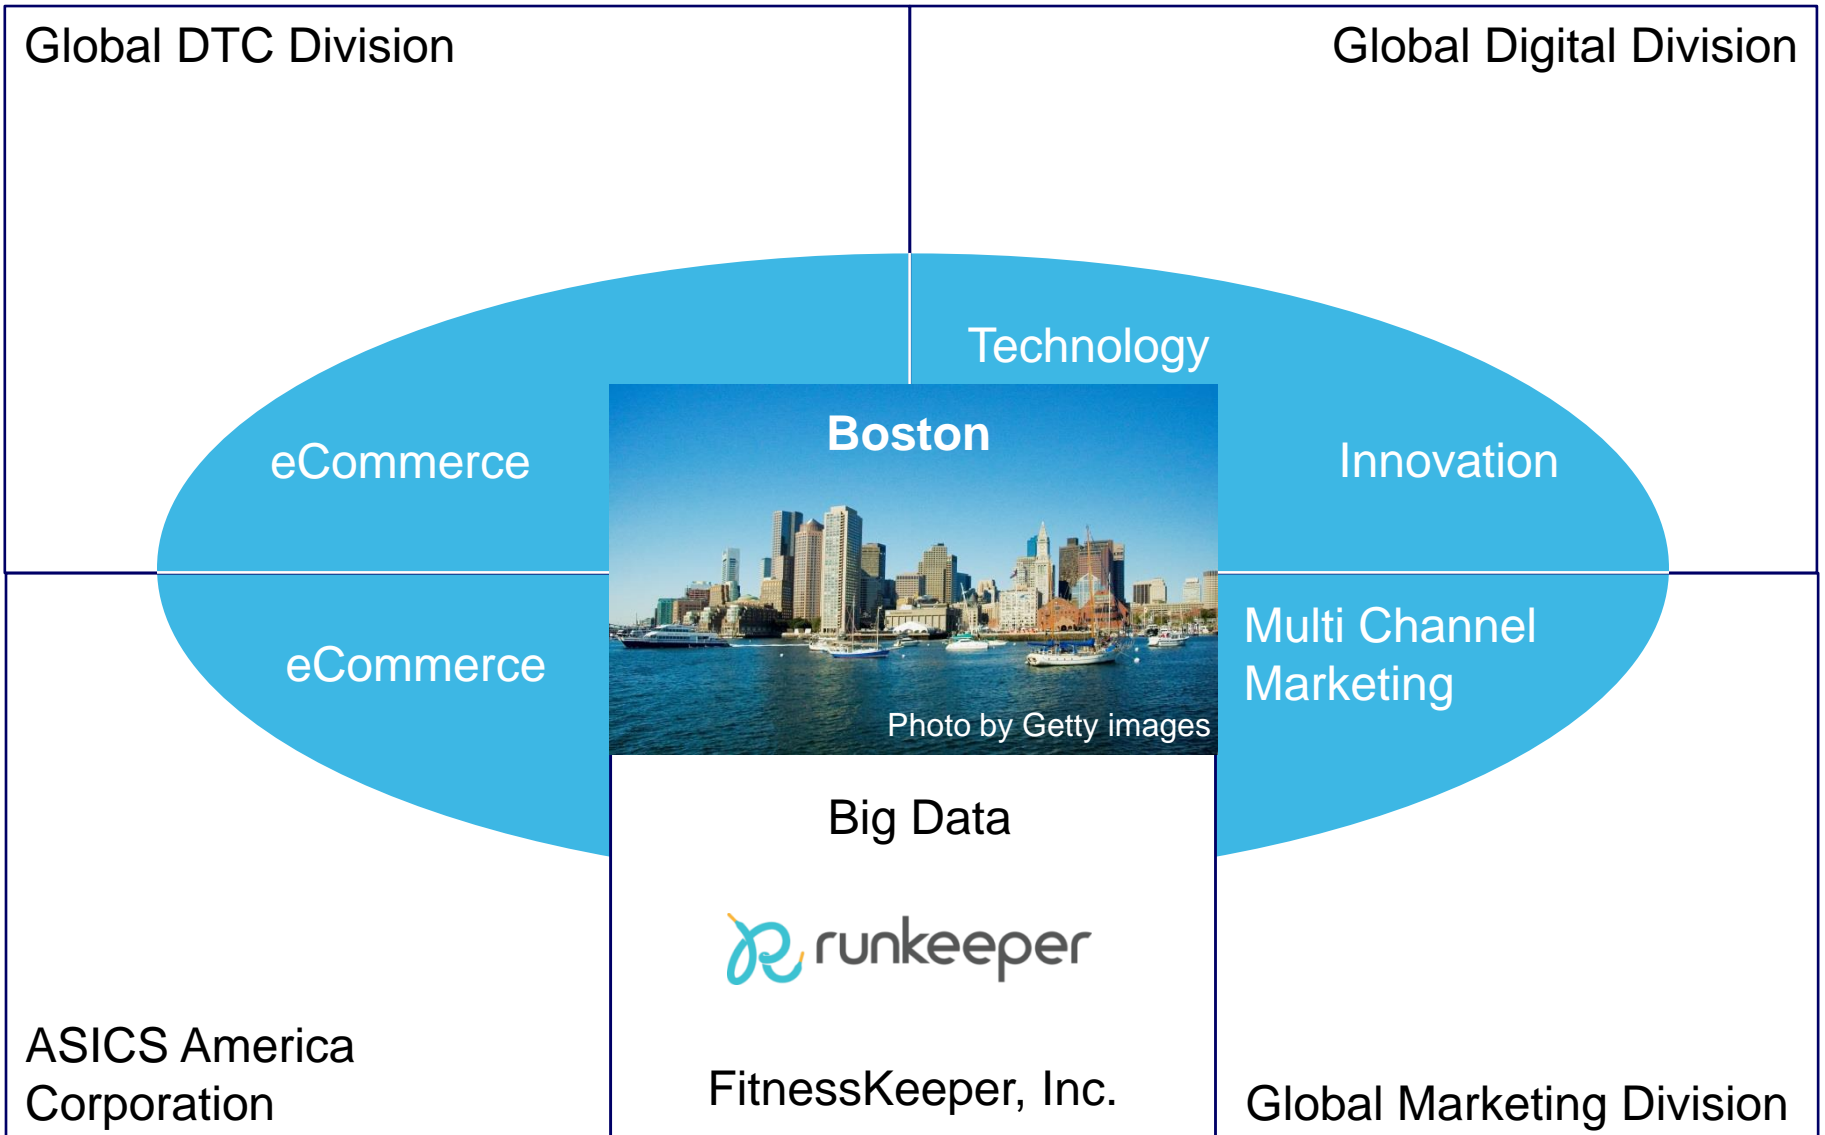 Global DTC Division
Global Digital Division
Technology
Boston
eCommerce
Innovation
eCommerce
Multi Channel
Marketing
Photo by Getty images
Big Data
runkeeper
ASICS America
Corporation
FitnessKeeper, Inc.
Global Marketing Division